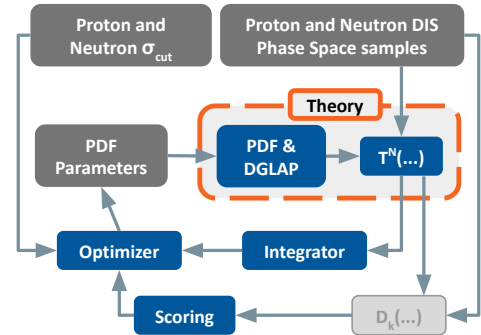 Proton and
Neutron σcut
Proton and Neutron DIS
Phase Space samples
Theory
PDF
Parameters
PDF &
DGLAP
Tᴺ(...)
Optimizer
Integrator
Scoring
Dₖ(...)